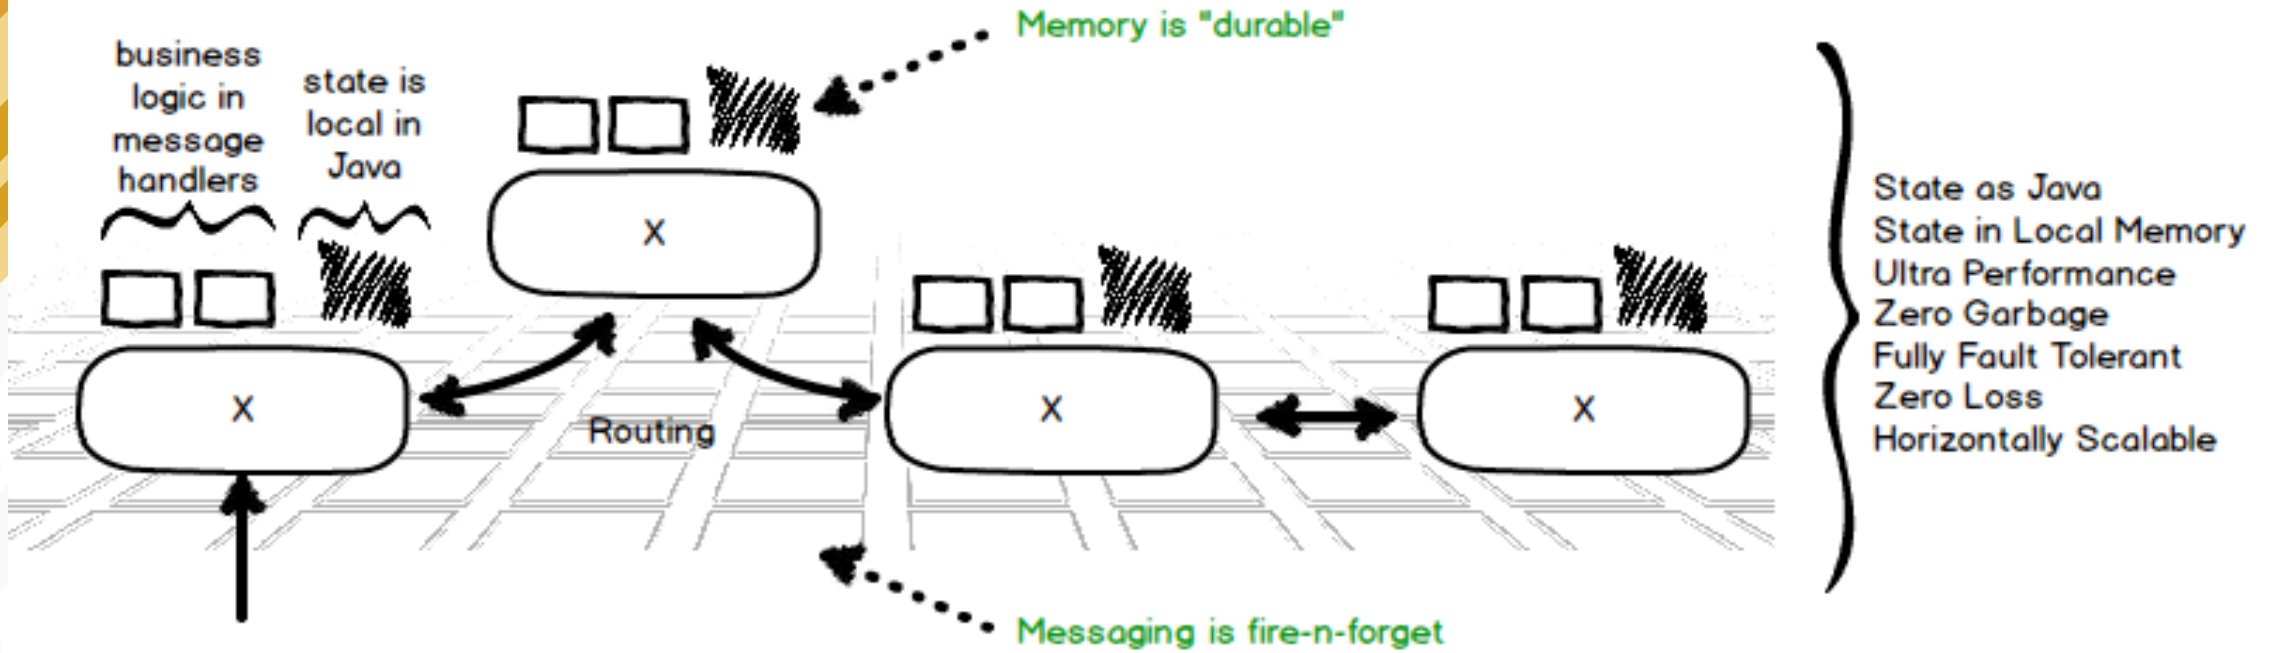 Memory is "durable"
business
logic in
message
handlers
state is
local in
Java
X
X
X
X
Routing
Messaging is fire-n-forget
State as Java
State in Local Memory
Ultra Performance
Zero Garbage
Fully Fault Tolerant
Zero Loss
Horizontally Scalable